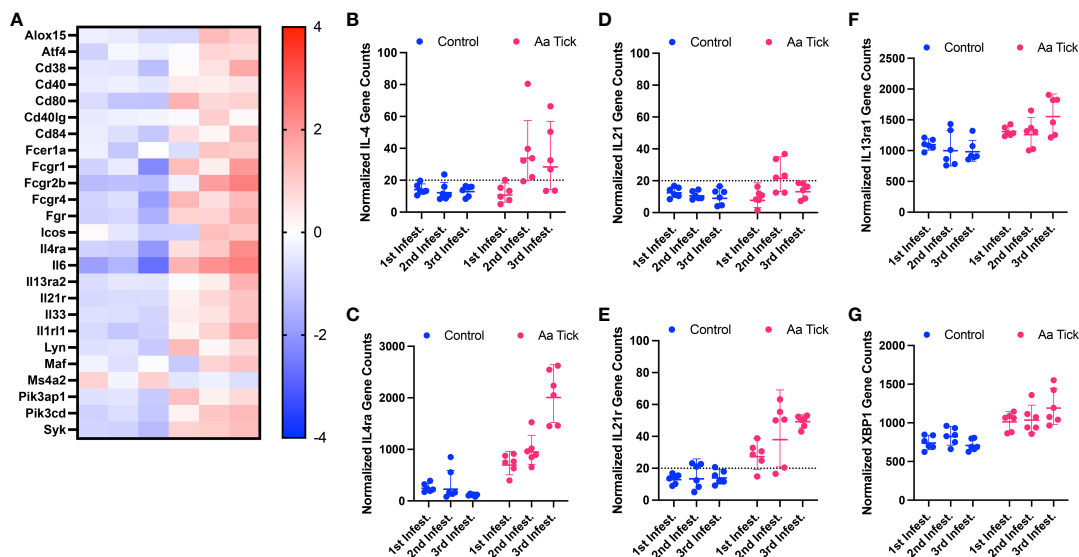 A
Alox15
Atf4
Cd38
Cd40
Cd80
Cd40lg
Cd84
Fcer1a
Fcgr1
Fcgr2b
Fcgr4
Fgr
Icos
Il4ra
Il6
Il13ra2
Il21r
Il33
Il1rl1
Lyn
Maf
Ms4a2
Pik3ap1
Pik3cd
Syk
4
2
0
-2
-4
B
Control
Aa Tick
Normalized IL-4 Gene Counts
100
80
60
40
20
0
1st Infest.
2nd Infest.
3rd Infest.
1st Infest.
2nd Infest.
3rd Infest.
C
Control
Aa Tick
Normalized IL4ra Gene Counts
3000
2000
1000
0
1st Infest.
2nd Infest.
3rd Infest.
1st Infest.
2nd Infest.
3rd Infest.
D
Control
Aa Tick
Normalized IL21 Gene Counts
100
80
60
40
20
0
1st Infest.
2nd Infest.
3rd Infest.
1st Infest.
2nd Infest.
3rd Infest.
E
Control
Aa Tick
Normalized IL21r Gene Counts
100
80
60
40
20
0
1st Infest.
2nd Infest.
3rd Infest.
1st Infest.
2nd Infest.
3rd Infest.
F
Control
Aa Tick
Normalized IL13ra1 Gene Counts
2500
2000
1500
1000
500
0
1st Infest.
2nd Infest.
3rd Infest.
1st Infest.
2nd Infest.
3rd Infest.
G
Control
Aa Tick
Normalized XBP1 Gene Counts
2000
1500
1000
500
0
1st Infest.
2nd Infest.
3rd Infest.
1st Infest.
2nd Infest.
3rd Infest.